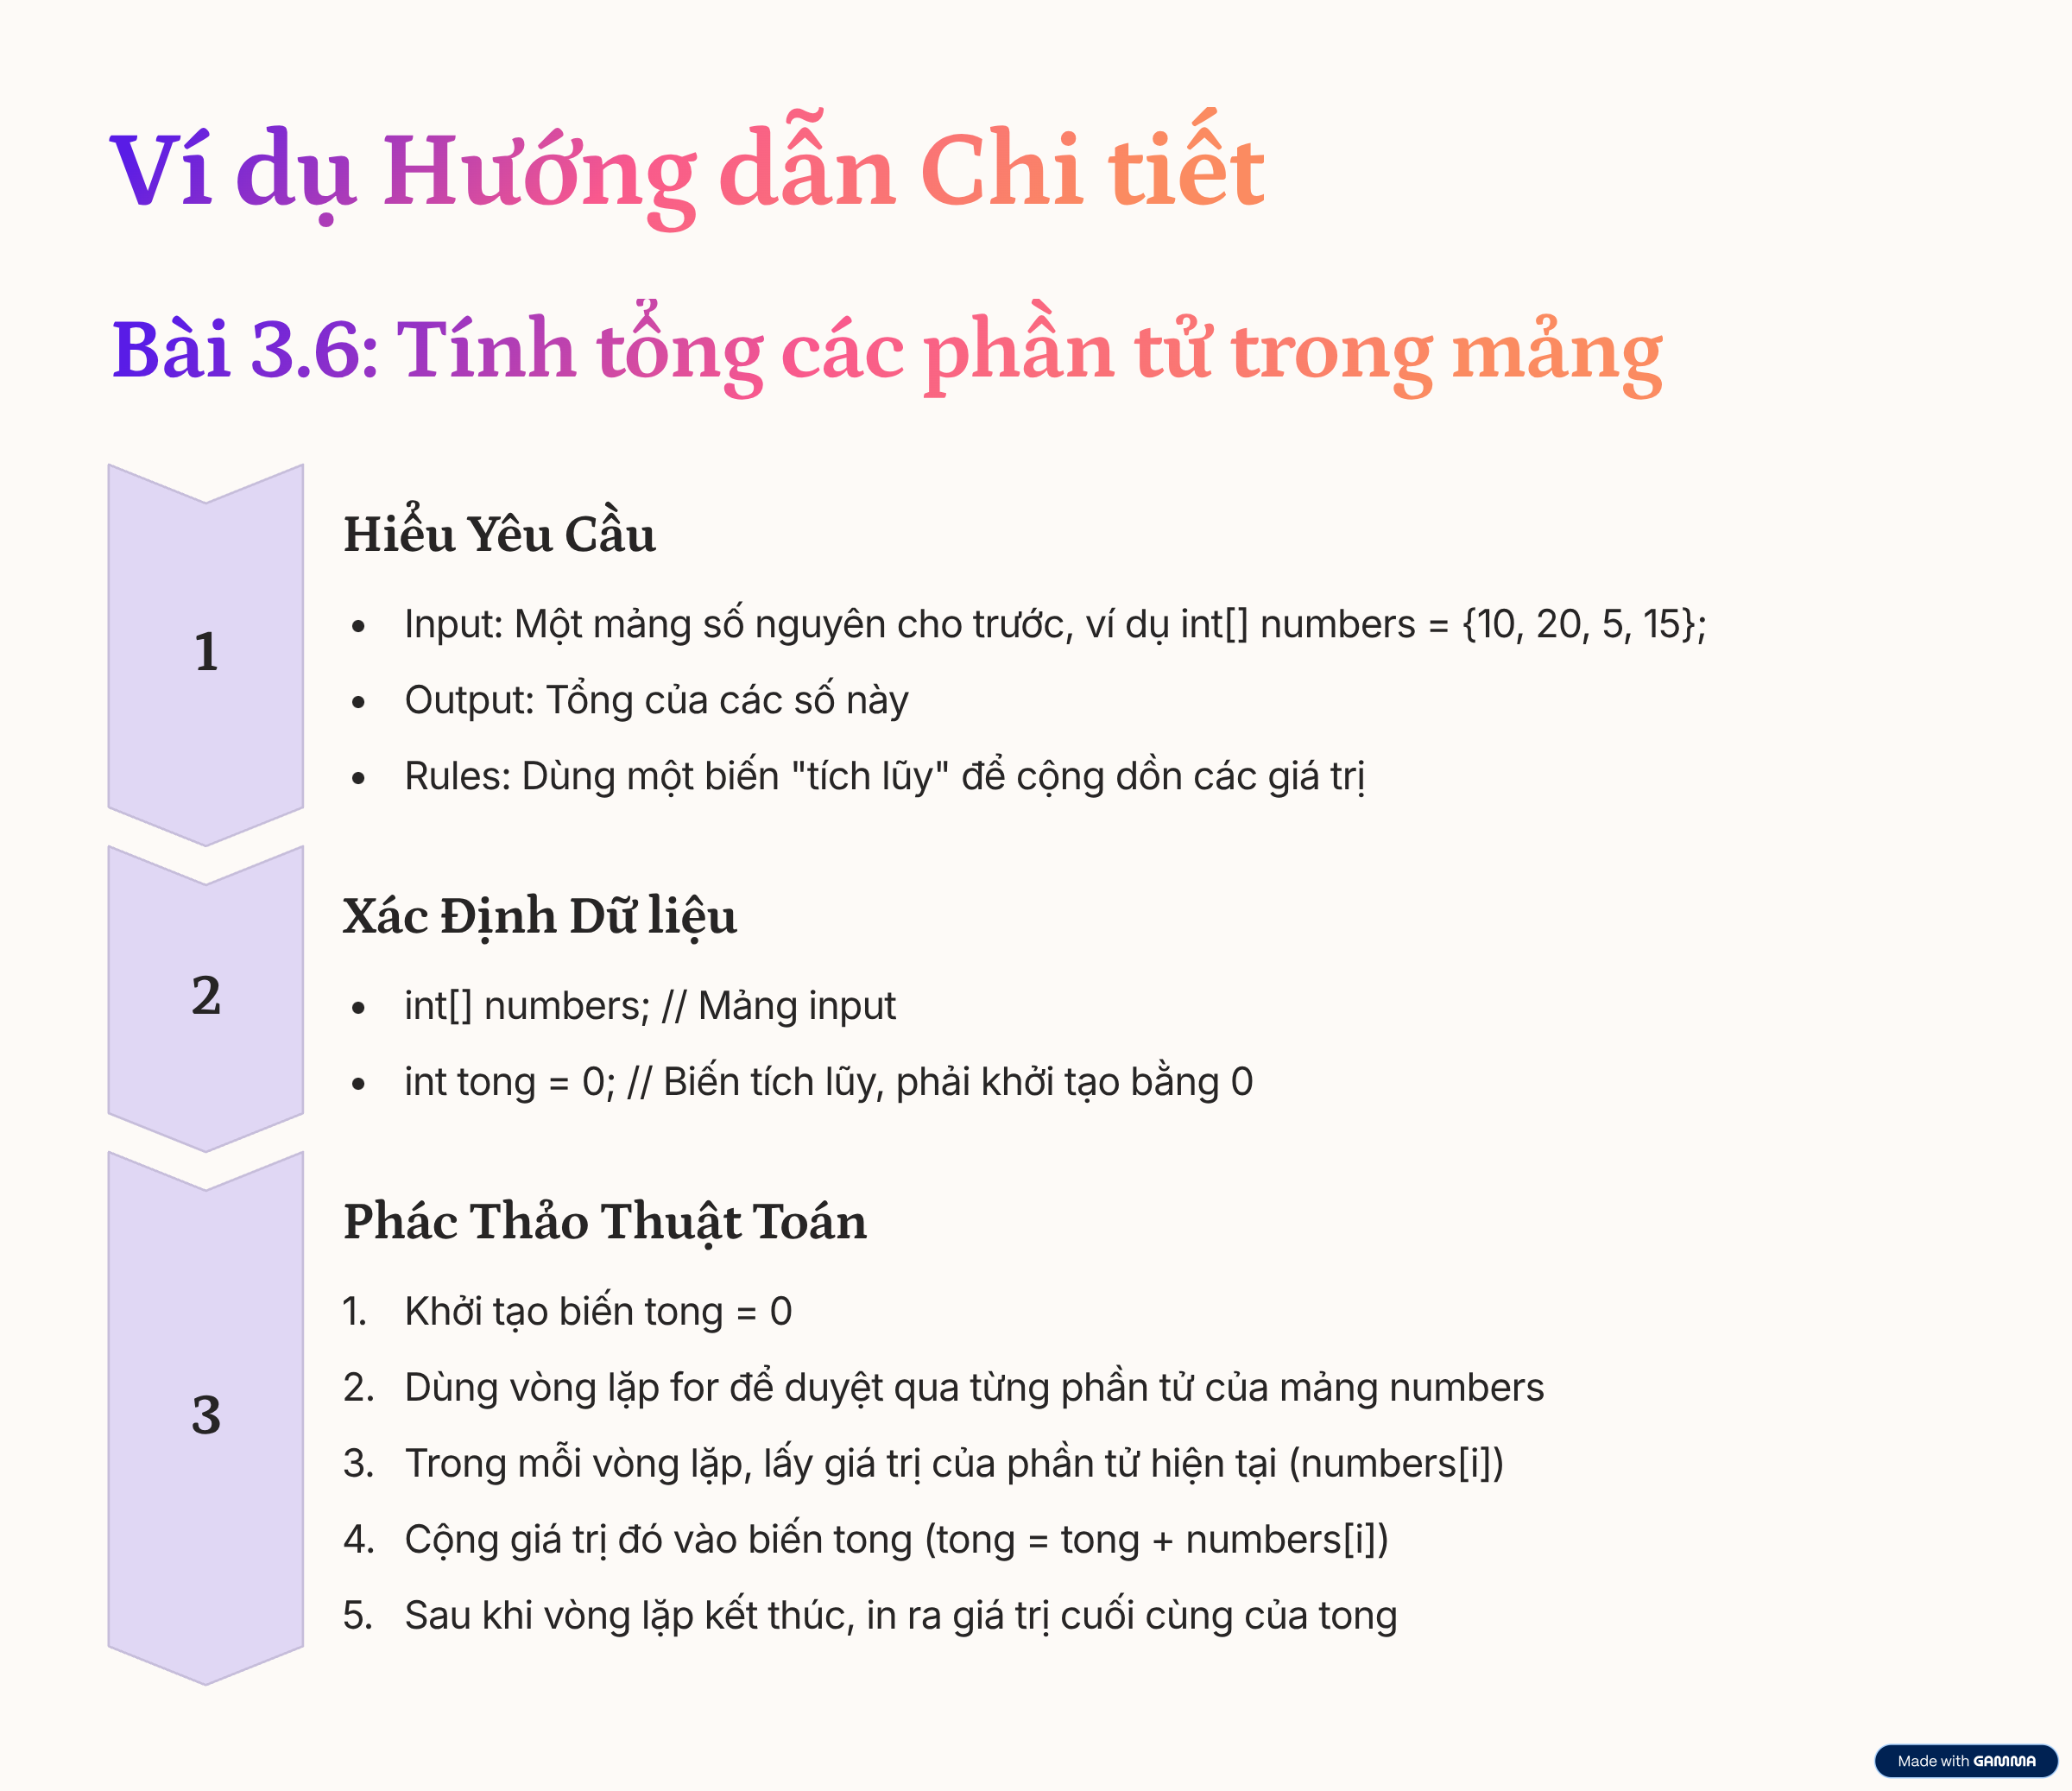 Ví dụ Hướng dẫn Chi tiết
Bài 3.6: Tính tổng các phần tử trong mảng
1
Hiểu Yêu Cầu
• Input: Một mảng số nguyên cho trước, ví dụ int[] numbers = {10, 20, 5, 15};
• Output: Tổng của các số này
• Rules: Dùng một biến "tích lũy" để cộng dồn các giá trị
2
Xác Định Dữ liệu
• int[] numbers; // Mảng input
• int tong = 0; // Biến tích lũy, phải khởi tạo bằng 0
3
Phác Thảo Thuật Toán
1. Khởi tạo biến tong = 0
2. Dùng vòng lặp for để duyệt qua từng phần tử của mảng numbers
3. Trong mỗi vòng lặp, lấy giá trị của phần tử hiện tại (numbers[i])
4. Cộng giá trị đó vào biến tong (tong = tong + numbers[i])
5. Sau khi vòng lặp kết thúc, in ra giá trị cuối cùng của tong
Made with GAMMA